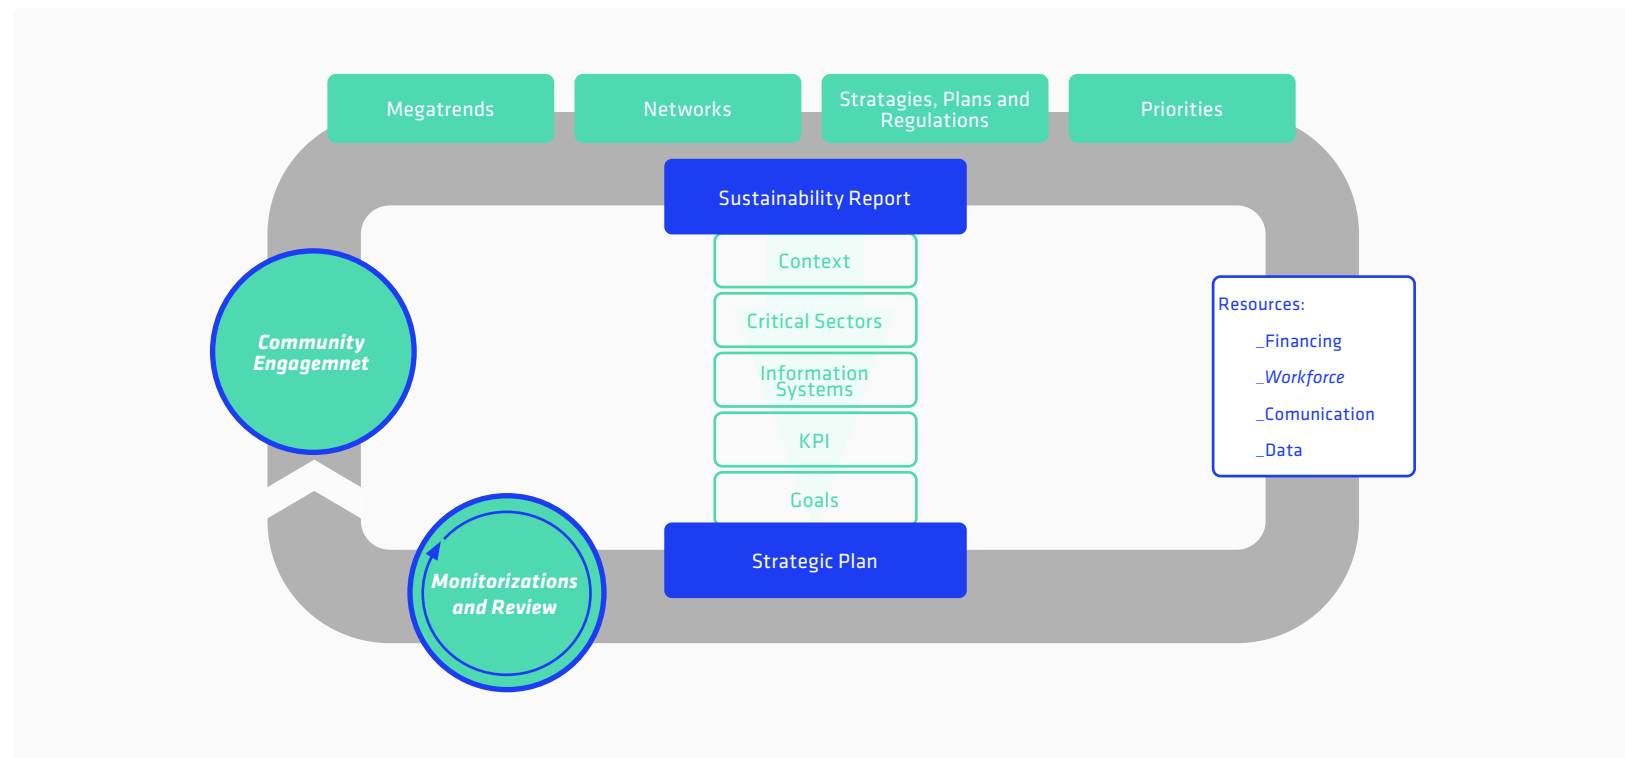 Megatrends
Networks
Stratagies, Plans and
Regulations
Priorities
Sustainability Report
Context
Critical Sectors
Information
Systems
KPI
Goals
Strategic Plan
Community
Engagemnet
Monitorizations
and Review
Resources:
_Financing
_Workforce
_Comunication
_Data